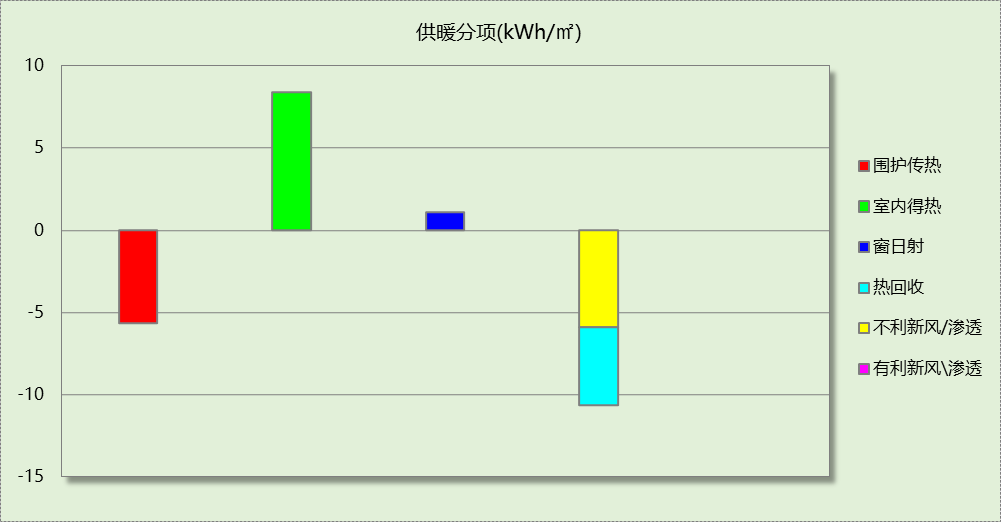 供暖分项(kWh/㎡)
10
5
0
-5
-10
-15
围护传热
室内得热
窗日射
热回收
不利新风/渗透
有利新风\渗透